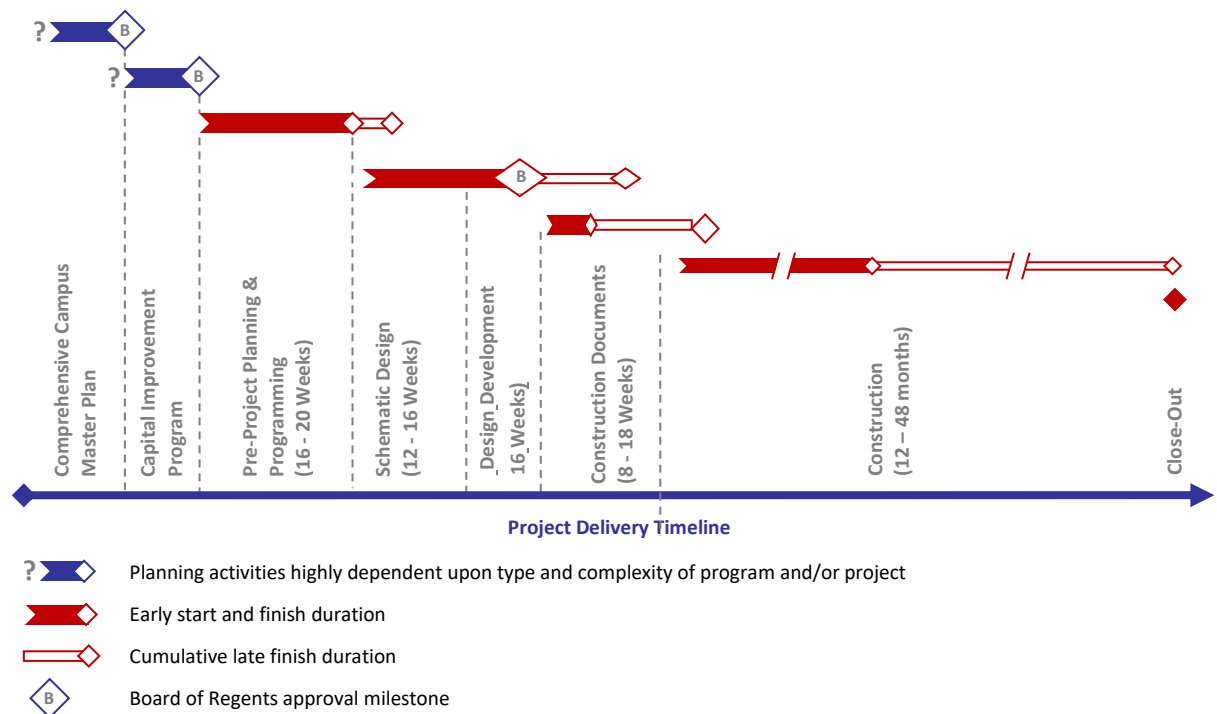 ? B
? B
B
Comprehensive Campus
Master Plan
Capital Improvement
Program
Pre-Project Planning &
Programming
(16 - 20 Weeks)
Schematic Design
(12 - 16 Weeks)
Design Development
16 Weeks)
Construction Documents
(8 - 18 Weeks)
Construction
(12 – 48 months)
Close-Out
Project Delivery Timeline
? Planning activities highly dependent upon type and complexity of program and/or project
Early start and finish duration
Cumulative late finish duration
B Board of Regents approval milestone